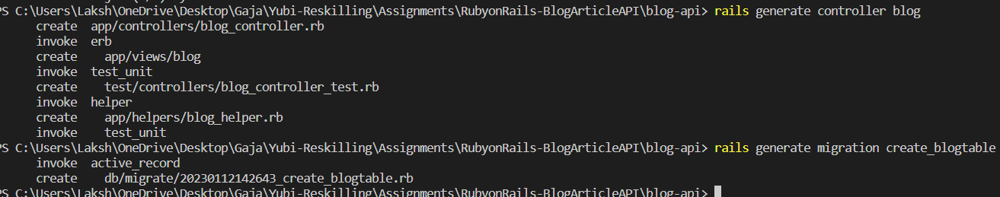 PS C:\Users\Laksh\OneDrive\Desktop\Gaja\Yubi-Reskilling\Assignments\RubyonRails-BlogArticleAPI\blog-api> rails generate controller blog
create app/controllers/blog_controller.rb
invoke erb
create app/views/blog
invoke test_unit
create test/controllers/blog_controller_test.rb
invoke helper
create app/helpers/blog_helper.rb
invoke test_unit
PS C:\Users\Laksh\OneDrive\Desktop\Gaja\Yubi-Reskilling\Assignments\RubyonRails-BlogArticleAPI\blog-api> rails generate migration create_blogtable
invoke active_record
create db/migrate/20230112142643_create_blogtable.rb
PS C:\Users\Laksh\OneDrive\Desktop\Gaja\Yubi-Reskilling\Assignments\RubyonRails-BlogArticleAPI\blog-api>